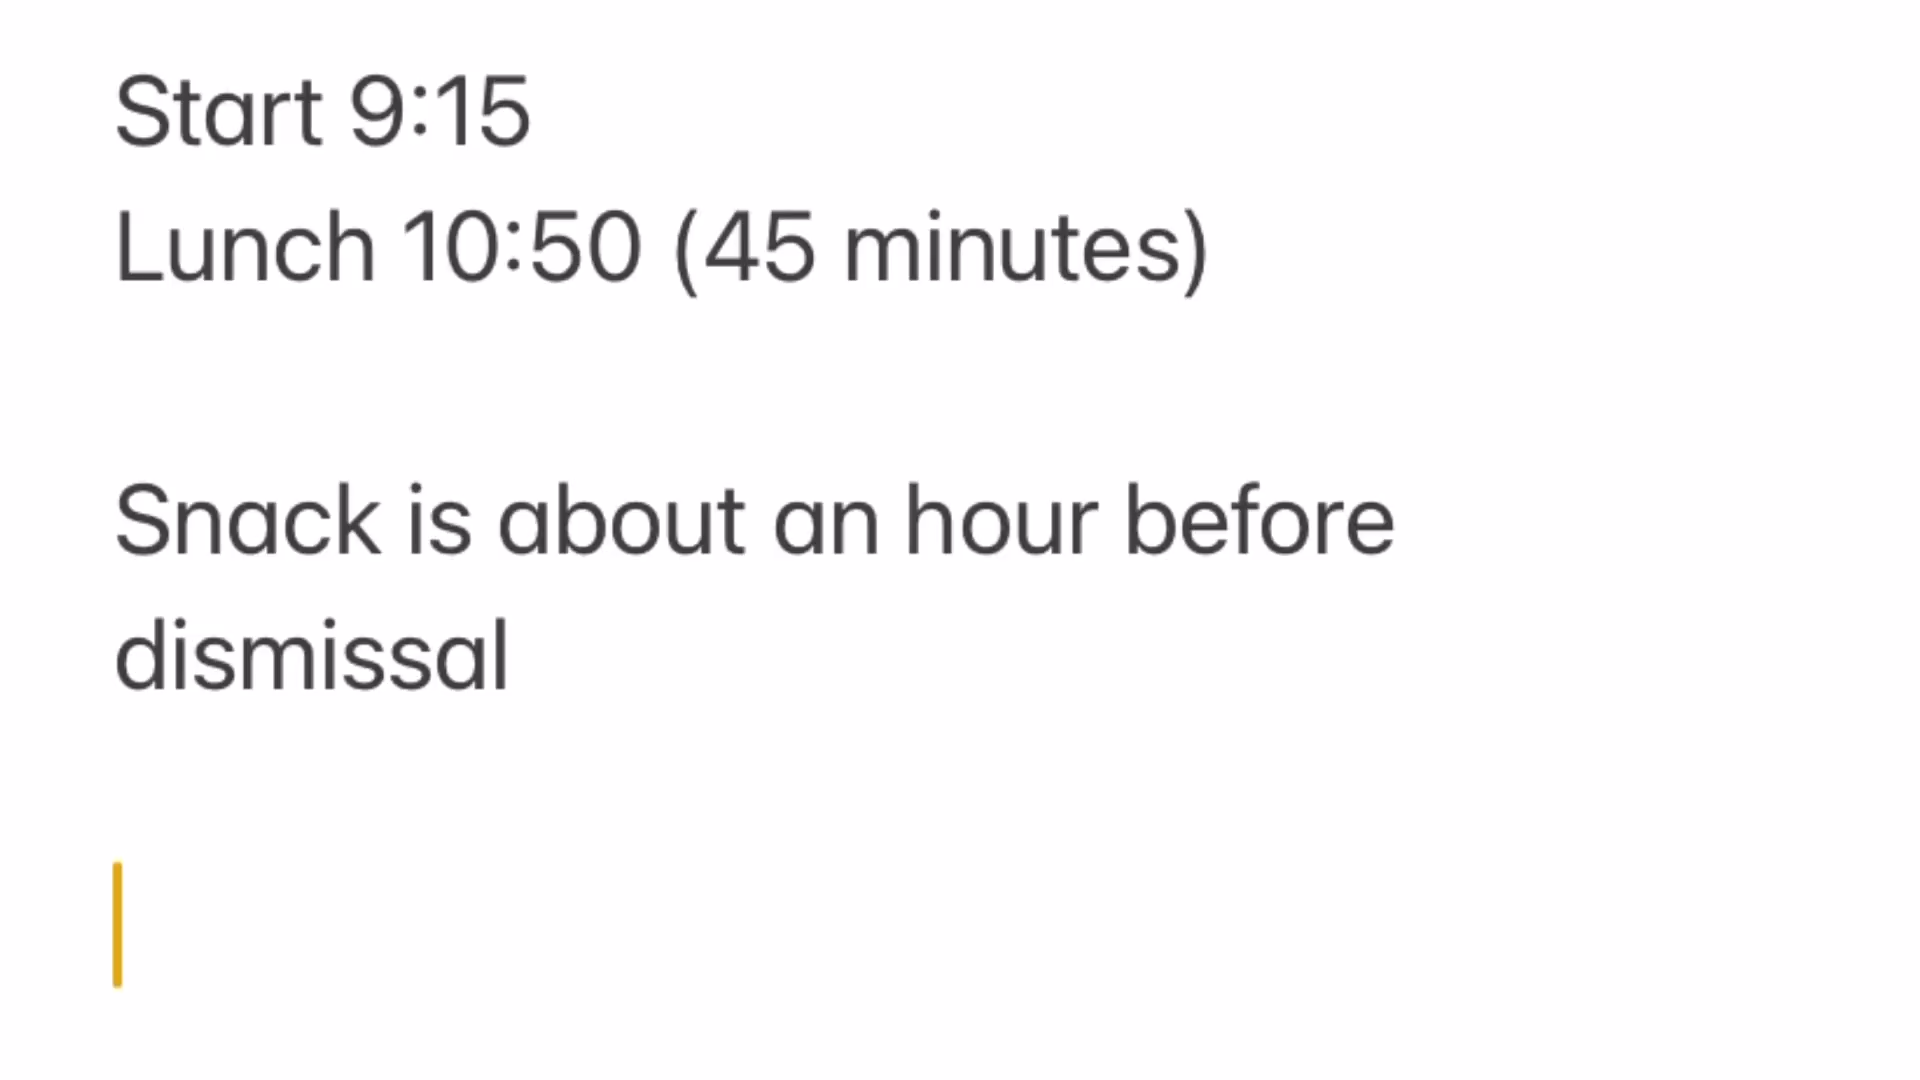 Start 9:15
Lunch 10:50 (45 minutes)
Snack is about an hour before
dismissal